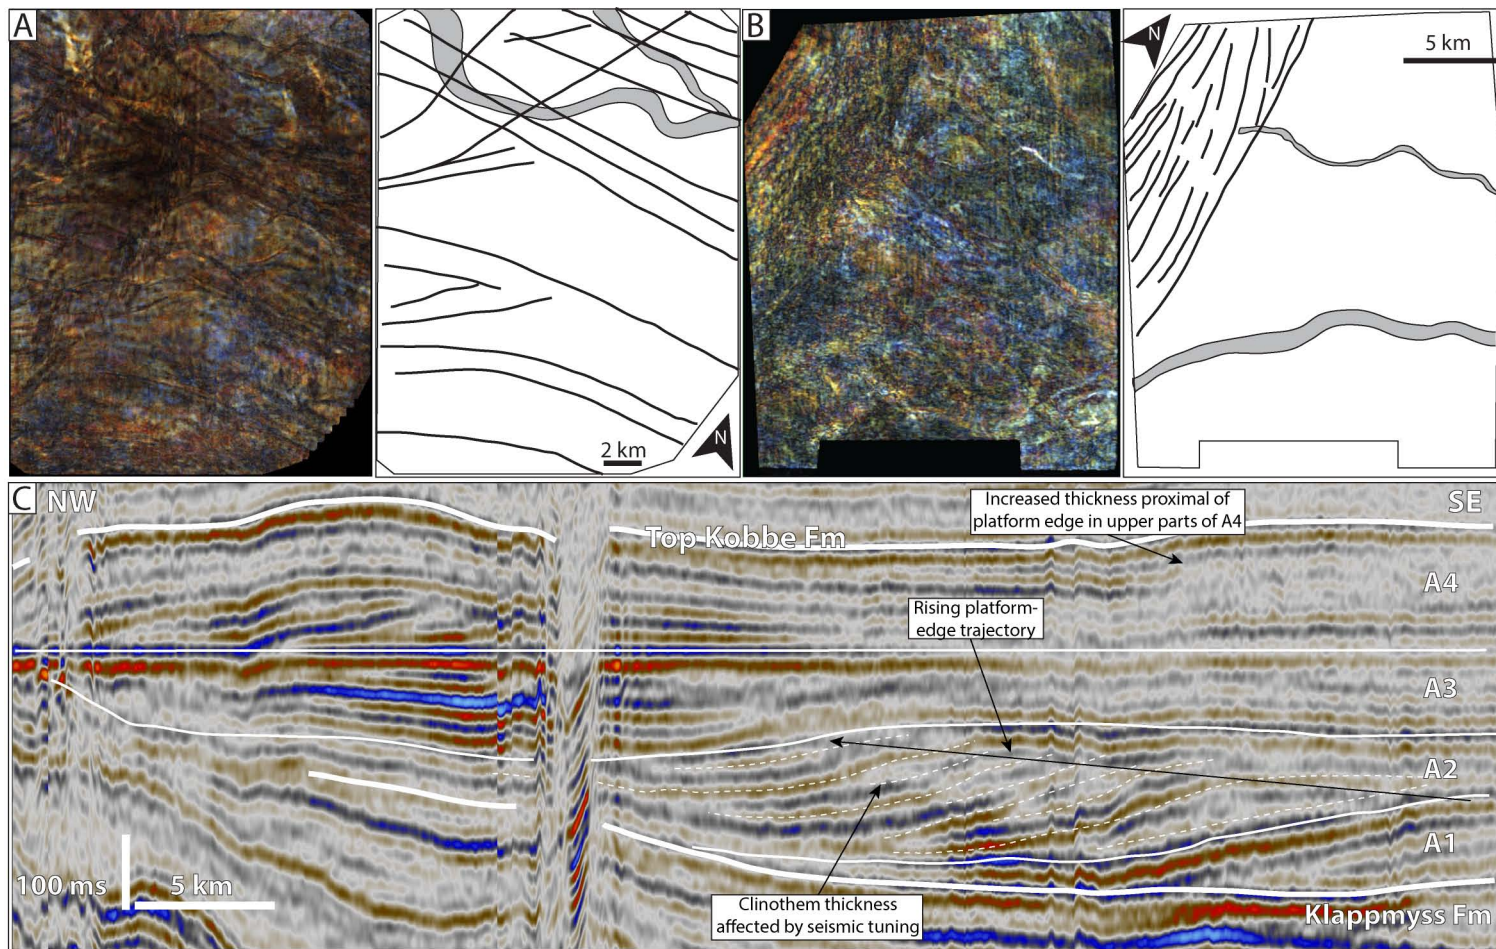 A
N
2 km
B
N
5 km
C
NW
SE
Increased thickness proximal of
platform edge in upper parts of A4
Top Kobbe Fm
A4
Rising platform-
edge trajectory
A3
A2
A1
100 ms
5 km
Clinothem thickness
affected by seismic tuning
Klappmyss Fm